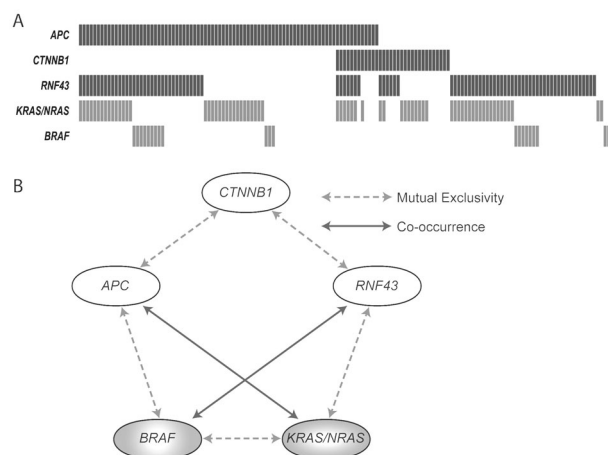 A
APC
CTNNB1
RNF43
KRAS/NRAS
BRAF
B
CTNNB1
Mutual Exclusivity
Co-occurrence
APC
RNF43
BRAF
KRAS/NRAS